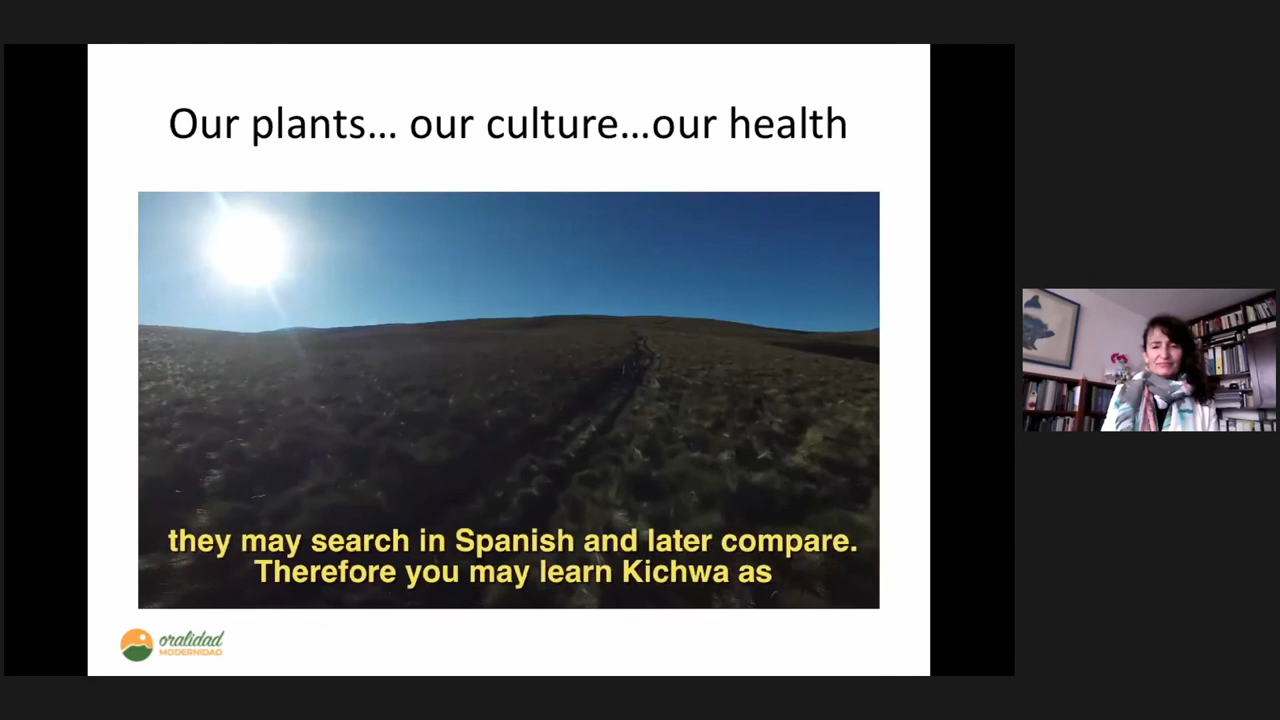 Our plants... our culture...our health
they may search in Spanish and later compare.
Therefore you may learn Kichwa as
oralidad
MODERNIDAD